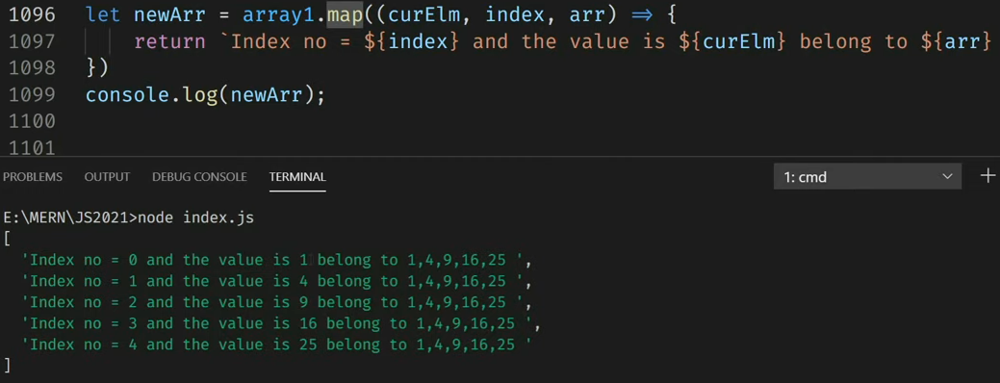 1096 let newArr = array1.map((curElm, index, arr) => {
1097 return `Index no = ${index} and the value is ${curElm} belong to ${arr}
1098 })
1099 console.log(newArr);
1100
1101
PROBLEMS OUTPUT DEBUG CONSOLE TERMINAL 1: cmd
E:\MERN\JS2021>node index.js
[
'Index no = 0 and the value is 1 belong to 1,4,9,16,25 ',
'Index no = 1 and the value is 4 belong to 1,4,9,16,25 ',
'Index no = 2 and the value is 9 belong to 1,4,9,16,25 ',
'Index no = 3 and the value is 16 belong to 1,4,9,16,25 ',
'Index no = 4 and the value is 25 belong to 1,4,9,16,25 '
]